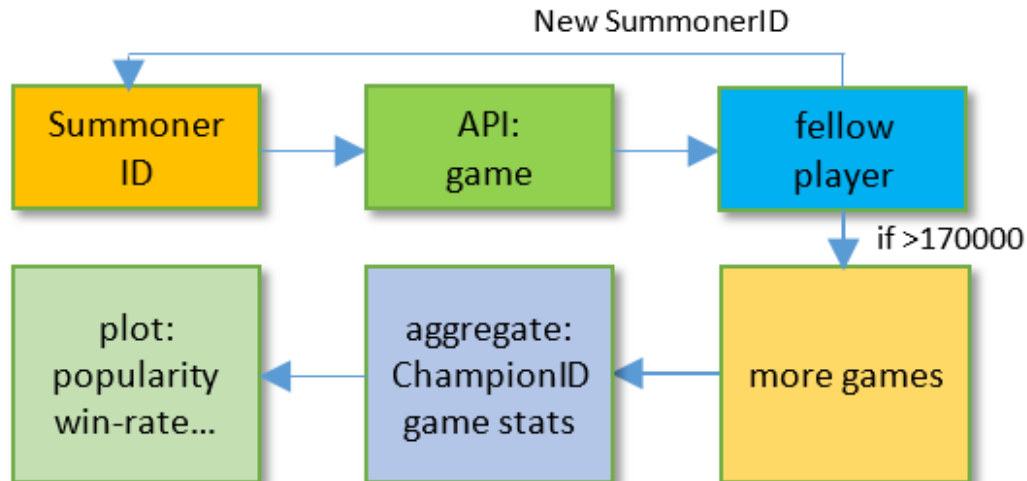 New SummonerID
Summoner
ID
API:
game
fellow
player
if >170000
plot:
popularity
win-rate...
aggregate:
ChampionID
game stats
more games